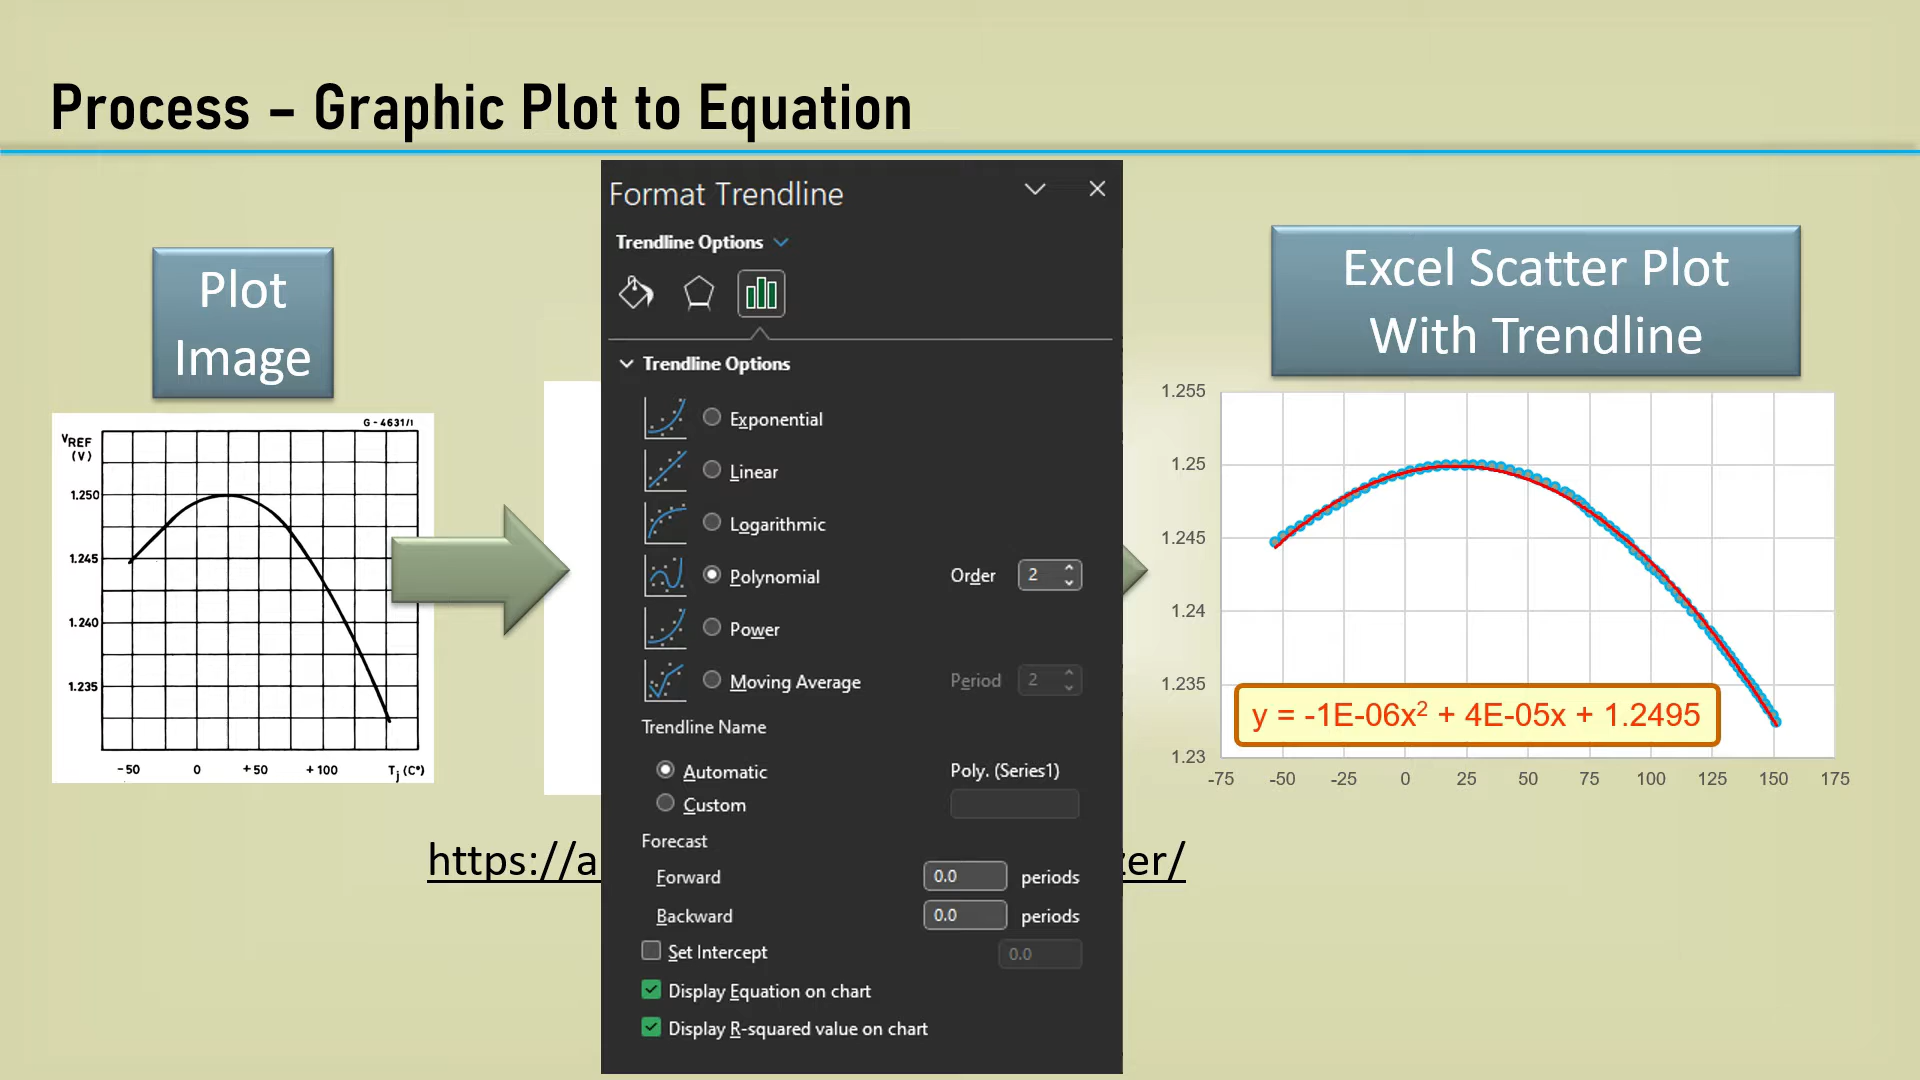 Process – Graphic Plot to Equation
Plot
Image
G-4631/1
VREF
(V)
1.250
1.245
1.240
1.235
-50
0
+50
+100
Tj (C°)
Format Trendline
Trendline Options
Trendline Options
Exponential
Linear
Logarithmic
Polynomial
Order
2
Power
Moving Average
Period
2
Trendline Name
Automatic
Poly. (Series1)
Custom
Forecast
Forward
0.0
periods
Backward
0.0
periods
Set Intercept
0.0
Display Equation on chart
Display R-squared value on chart
Excel Scatter Plot
With Trendline
1.255
1.25
1.245
1.24
1.235
1.23
y = -1E-06x² + 4E-05x + 1.2495
-75
-50
-25
0
25
50
75
100
125
150
175
https://a
zer/